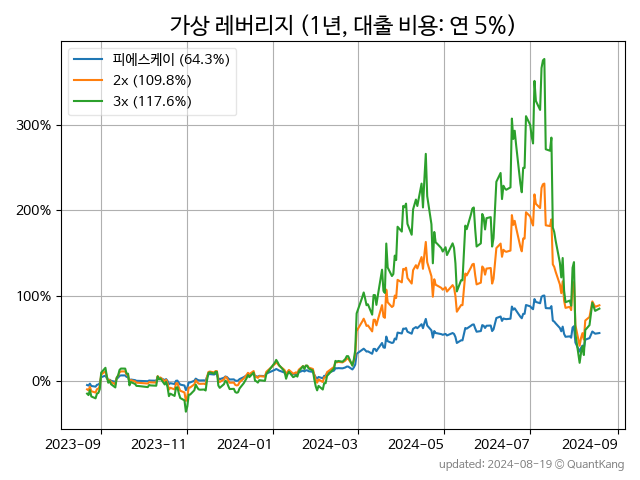 가상 레버리지 (1년, 대출 비용: 연 5%)
피에스케이 (64.3%)
2x (109.8%)
3x (117.6%)
300%
200%
100%
0%
2023-09 2023-11 2024-01 2024-03 2024-05 2024-07 2024-09
updated: 2024-08-19 © QuantKang